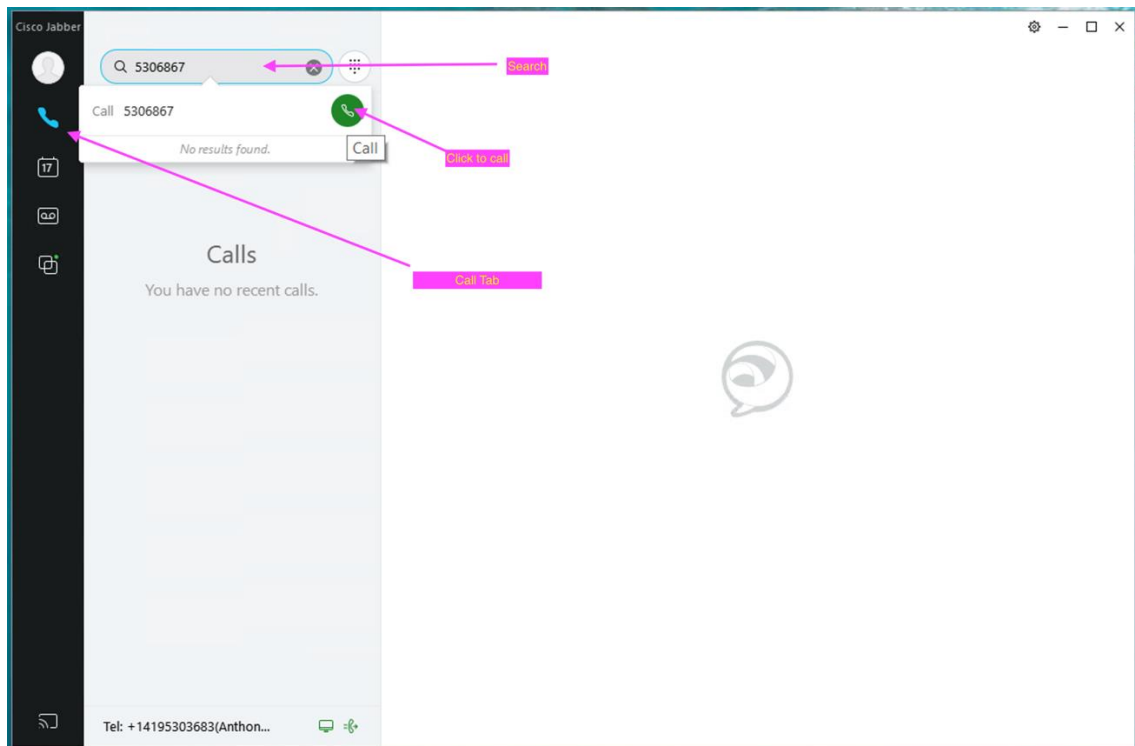 Cisco Jabber
5306867
Search
Call 5306867
No results found.
Call
Click to call
17
Calls
You have no recent calls.
Call Tab
Tel: +14195303683(Anthon...